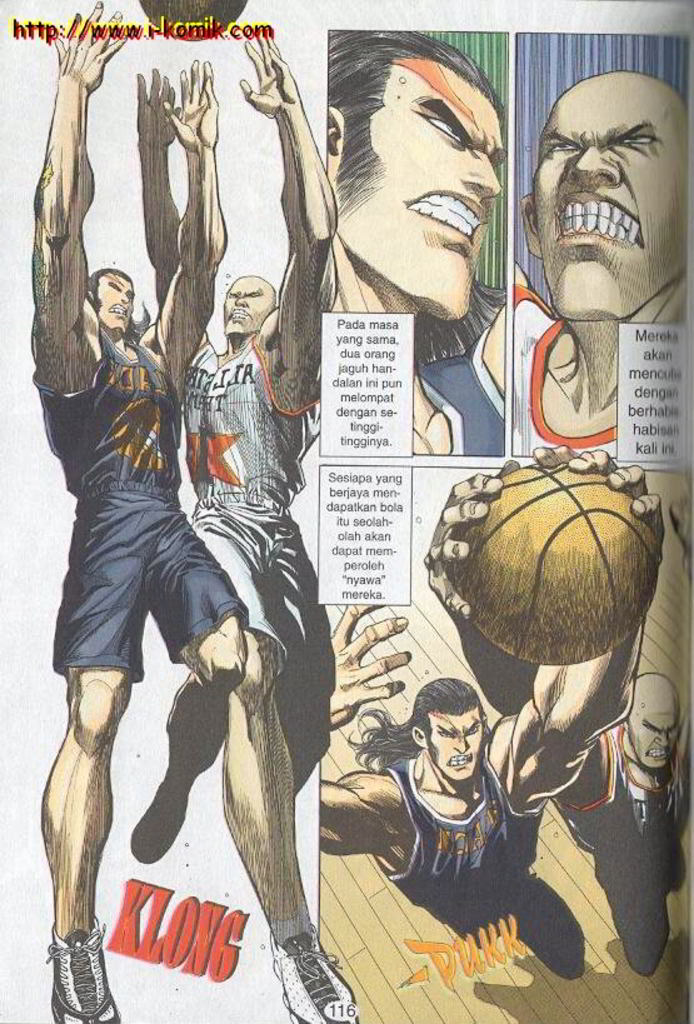 http://www.i-komik.com
Pada masa
yang sama,
dua orang
jaguh han-
dalan ini pun
melompat
dengan se-
tinggi-
tingginya.
akan
dengan
berhabis-
habisan
kali ini.
Sesiapa yang
berjaya men-
dapatkan bola
itu seolah-
olah akan
dapat mem-
peroleh
"nyawa"
mereka.
KLONG
DUKK
116